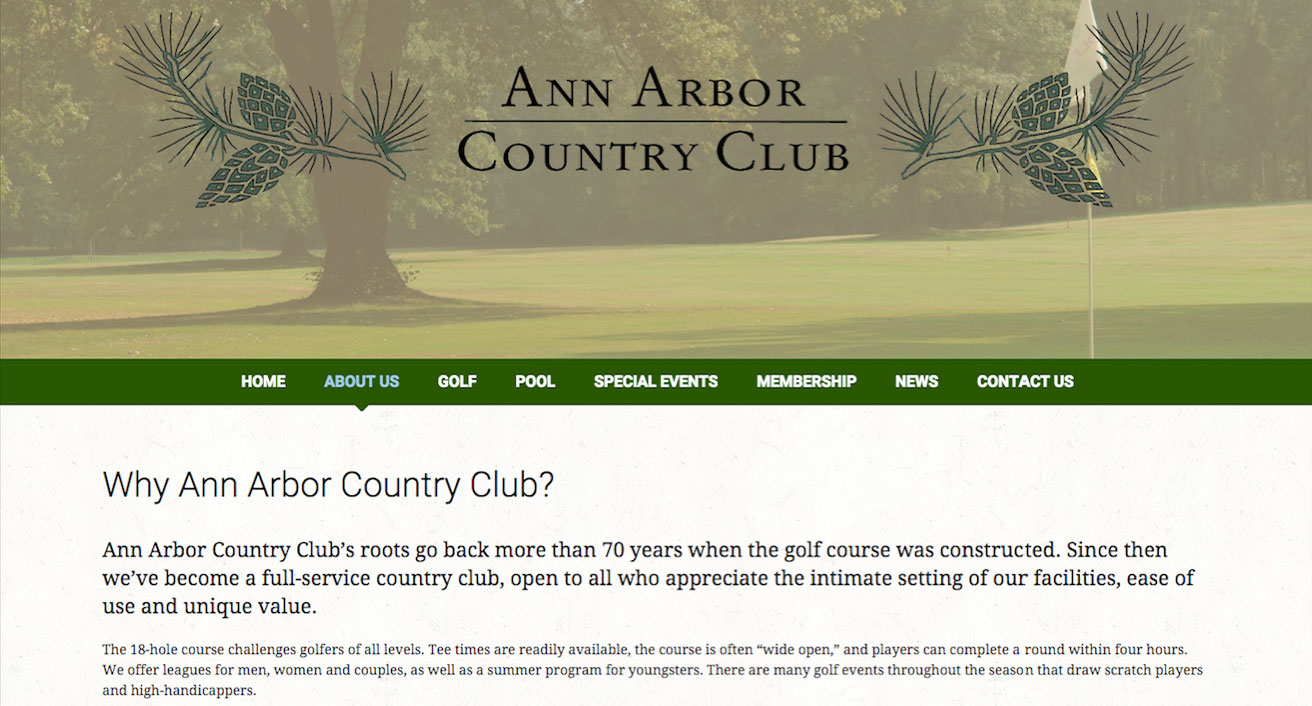 Ann Arbor
Country Club
HOME ABOUT US GOLF POOL SPECIAL EVENTS MEMBERSHIP NEWS CONTACT US
Why Ann Arbor Country Club?
Ann Arbor Country Club’s roots go back more than 70 years when the golf course was constructed. Since then
we’ve become a full-service country club, open to all who appreciate the intimate setting of our facilities, ease of
use and unique value.
The 18-hole course challenges golfers of all levels. Tee times are readily available, the course is often “wide open,” and players can complete a round within four hours.
We offer leagues for men, women and couples, as well as a summer program for youngsters. There are many golf events throughout the season that draw scratch players
and high-handicappers.